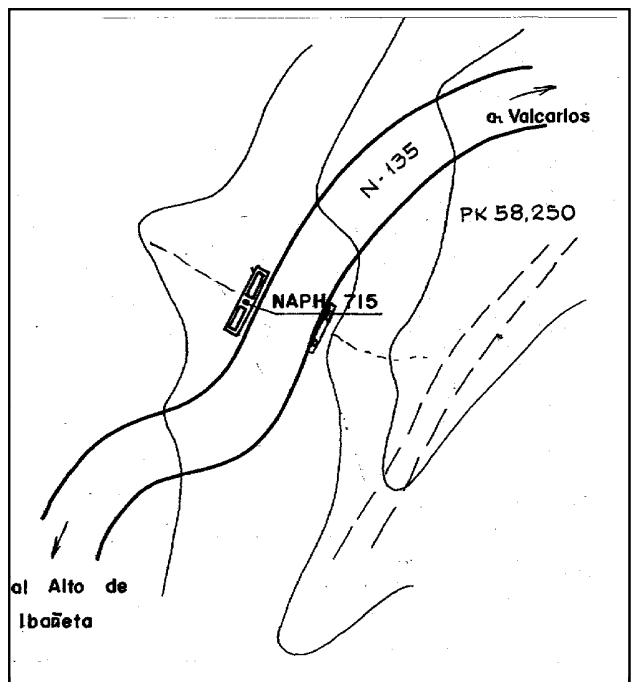 a Valcarlos
N-135
PK 58,250
NAPH 715
al Alto de
Ibañeta